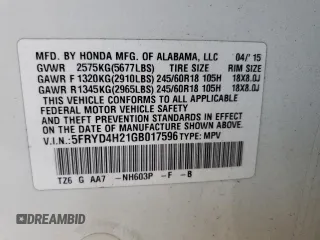 MFD. BY HONDA MFG. OF ALABAMA, LLC 04/'15
GVWR 2575KG(5677LBS) TIRE SIZE RIM SIZE
GAWR F 1320KG(2910LBS) 245/60R18 105H 18X8.0J
GAWR R 1345KG(2965LBS) 245/60R18 105H 18X8.0J
THIS VEHICLE CONFORMS TO ALL APPLICABLE
FEDERAL MOTOR VEHICLE SAFETY AND
THEFT PREVENTION STANDARDS IN EFFECT ON THE
DATE OF MANUFACTURE SHOWN ABOVE.
V.I.N.: 5FRYD4H21GB017596 TYPE: MPV
TZ6 G AA7 -NH603P -F -B